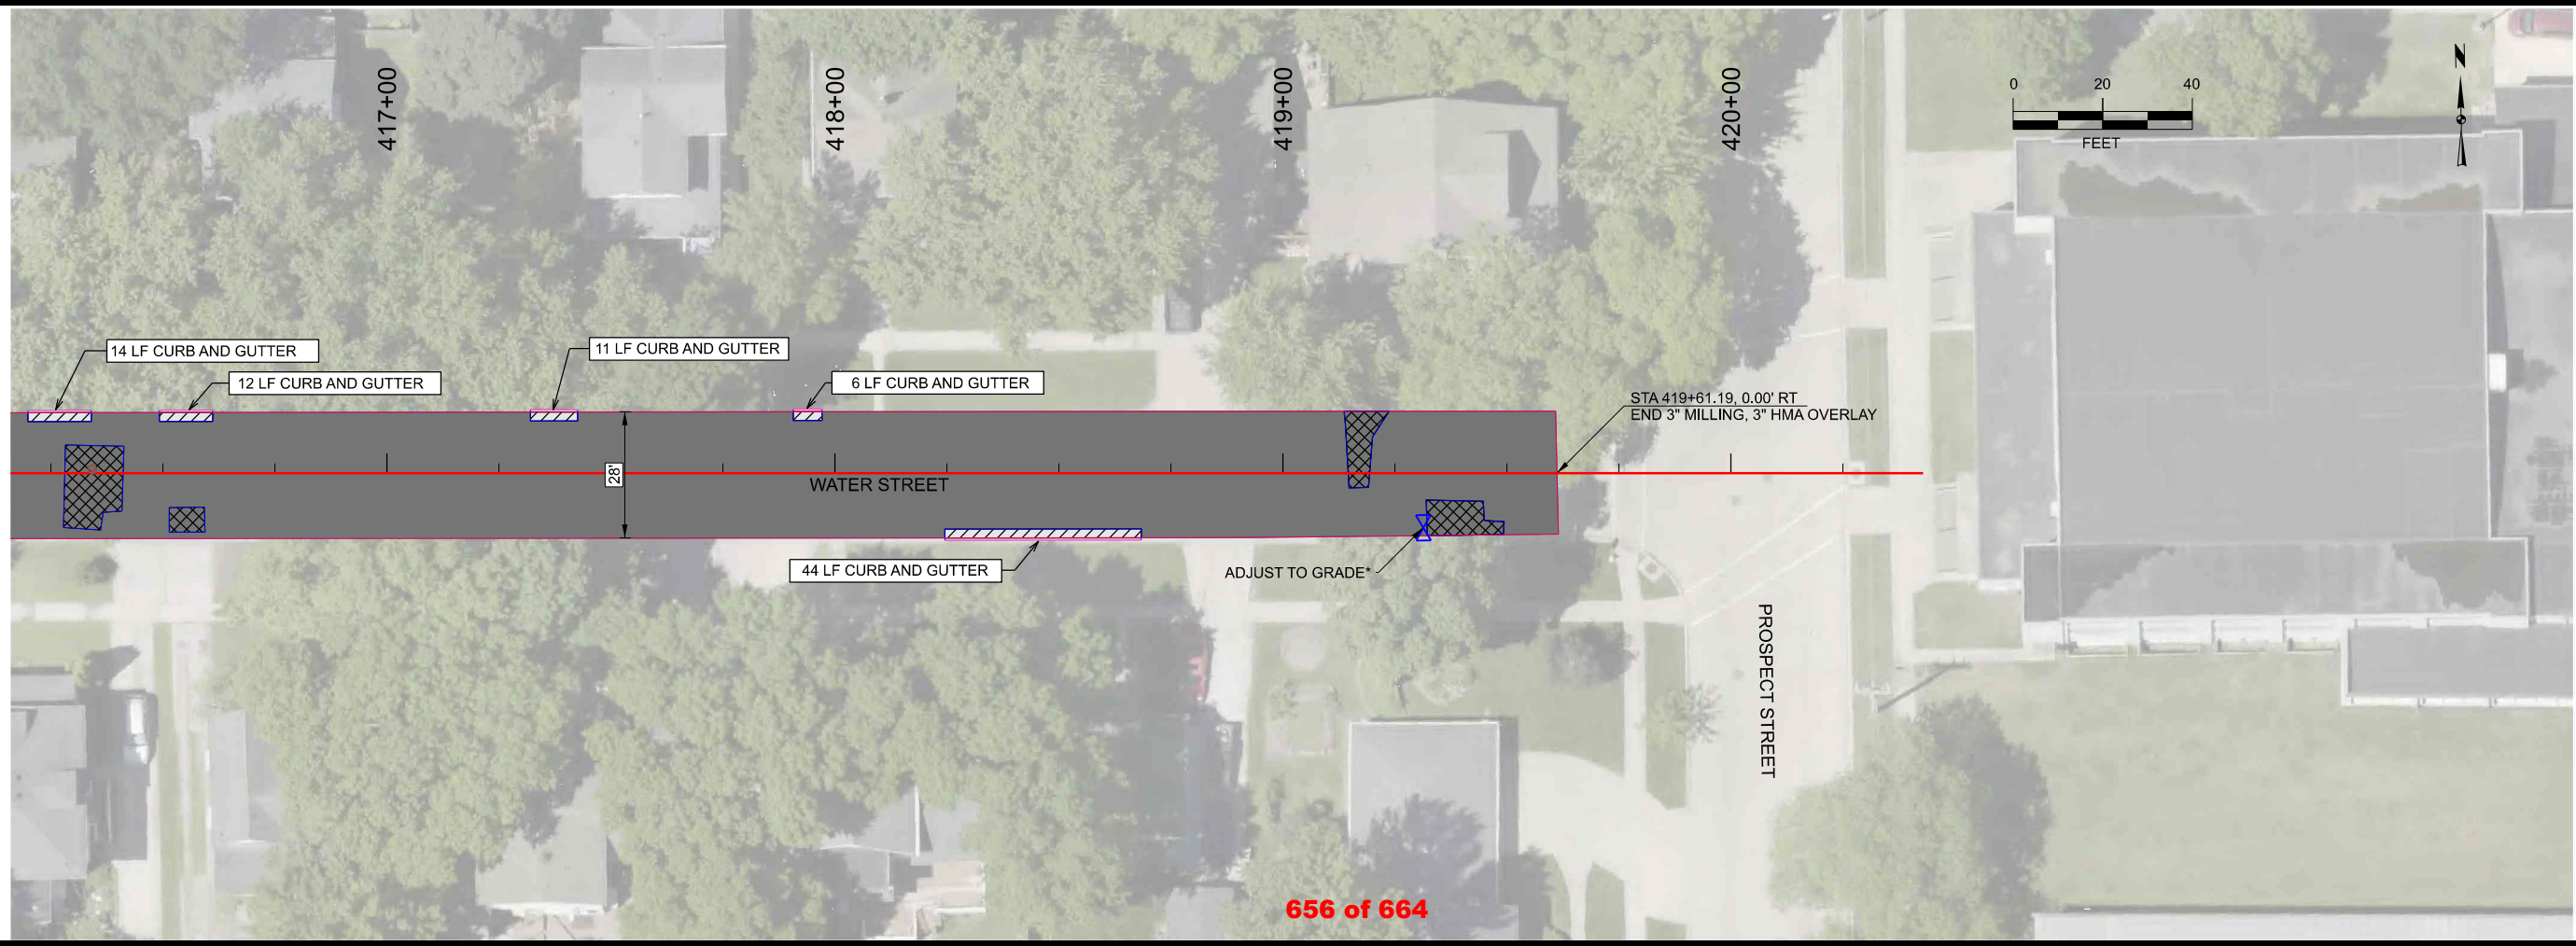 417+00
418+00
419+00
420+00
N
0 20 40
FEET
14 LF CURB AND GUTTER
11 LF CURB AND GUTTER
12 LF CURB AND GUTTER
6 LF CURB AND GUTTER
STA 419+61.19, 0.00' RT
END 3" MILLING, 3" HMA OVERLAY
28'
WATER STREET
44 LF CURB AND GUTTER
ADJUST TO GRADE*
PROSPECT STREET
656 of 664